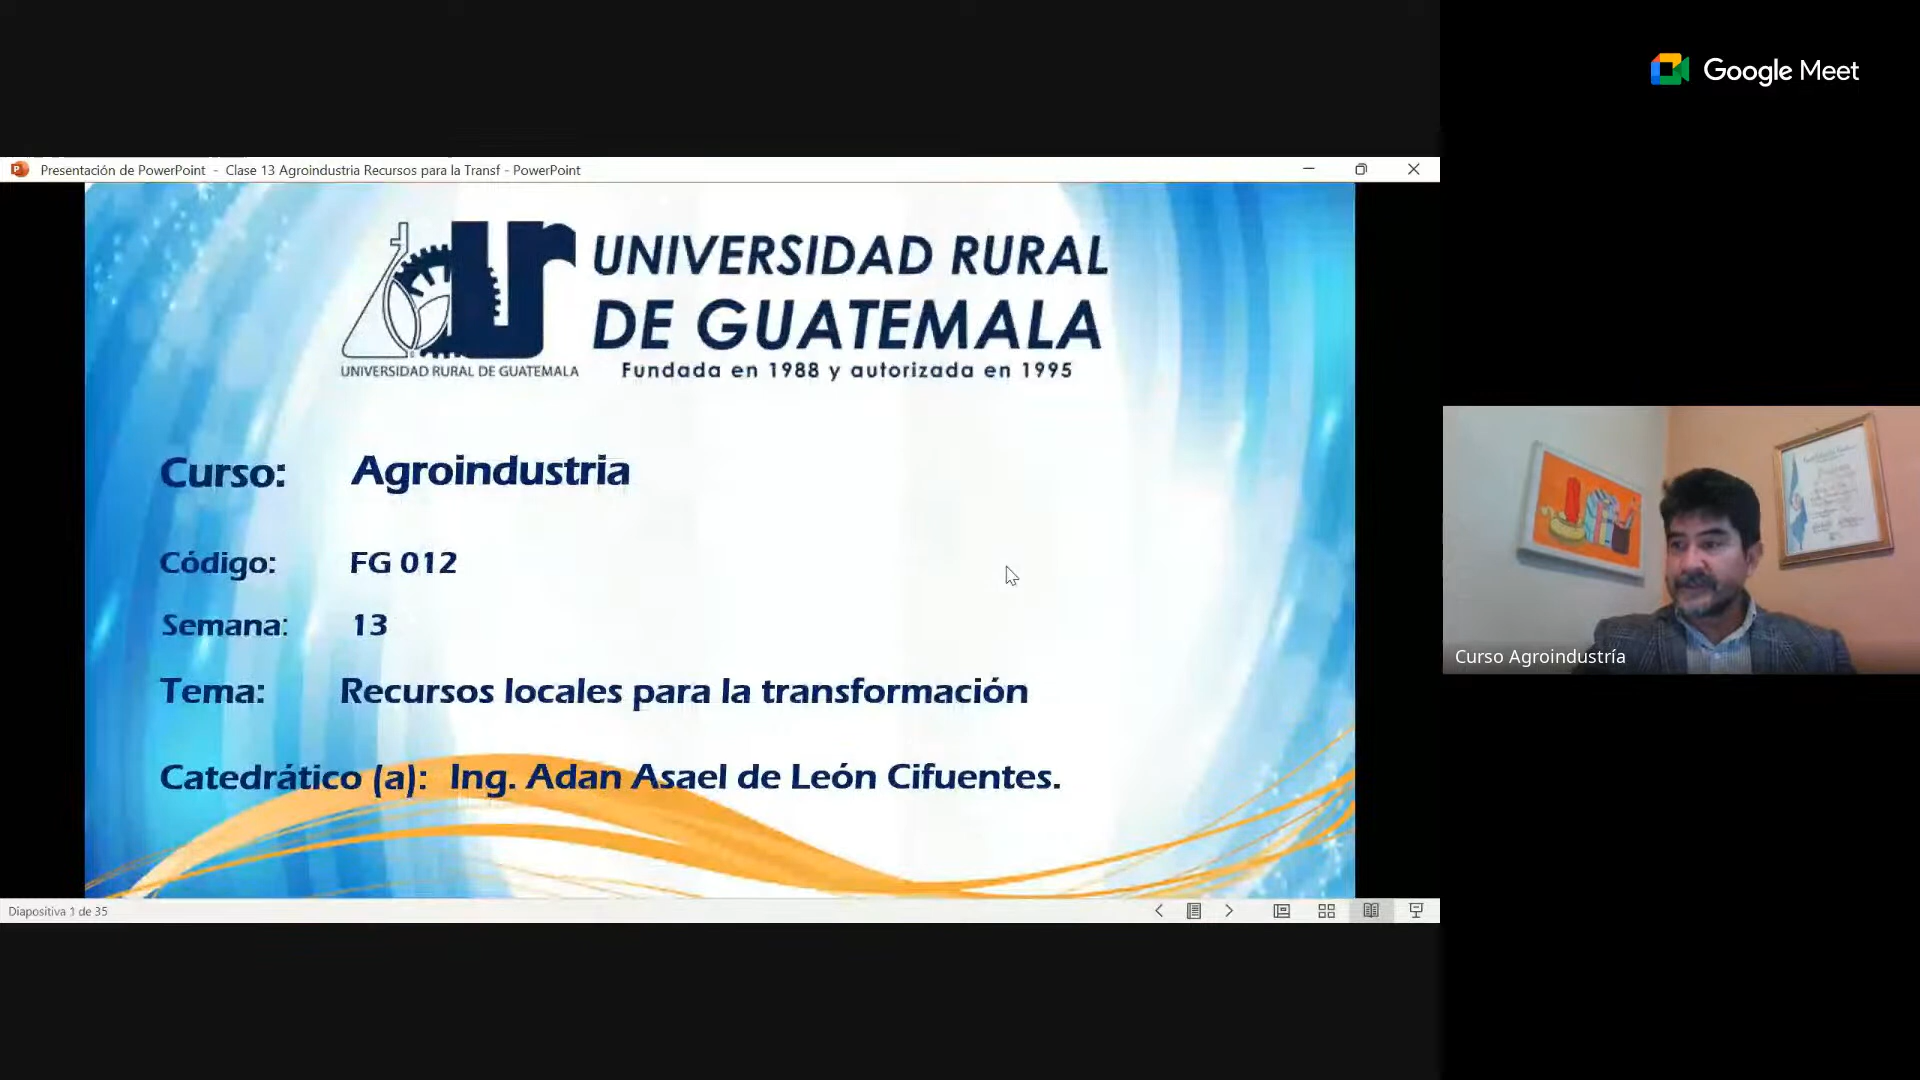 Google Meet
Presentación de PowerPoint - Clase 13 Agroindustria Recursos para la Transf - PowerPoint
UNIVERSIDAD RURAL
DE GUATEMALA
UNIVERSIDAD RURAL DE GUATEMALA
Fundada en 1988 y autorizada en 1995
Curso: Agroindustria
Código: FG 012
Semana: 13
Tema: Recursos locales para la transformación
Catedrático (a): Ing. Adan Asael de León Cifuentes.
Curso Agroindustría
Diapositiva 1 de 35